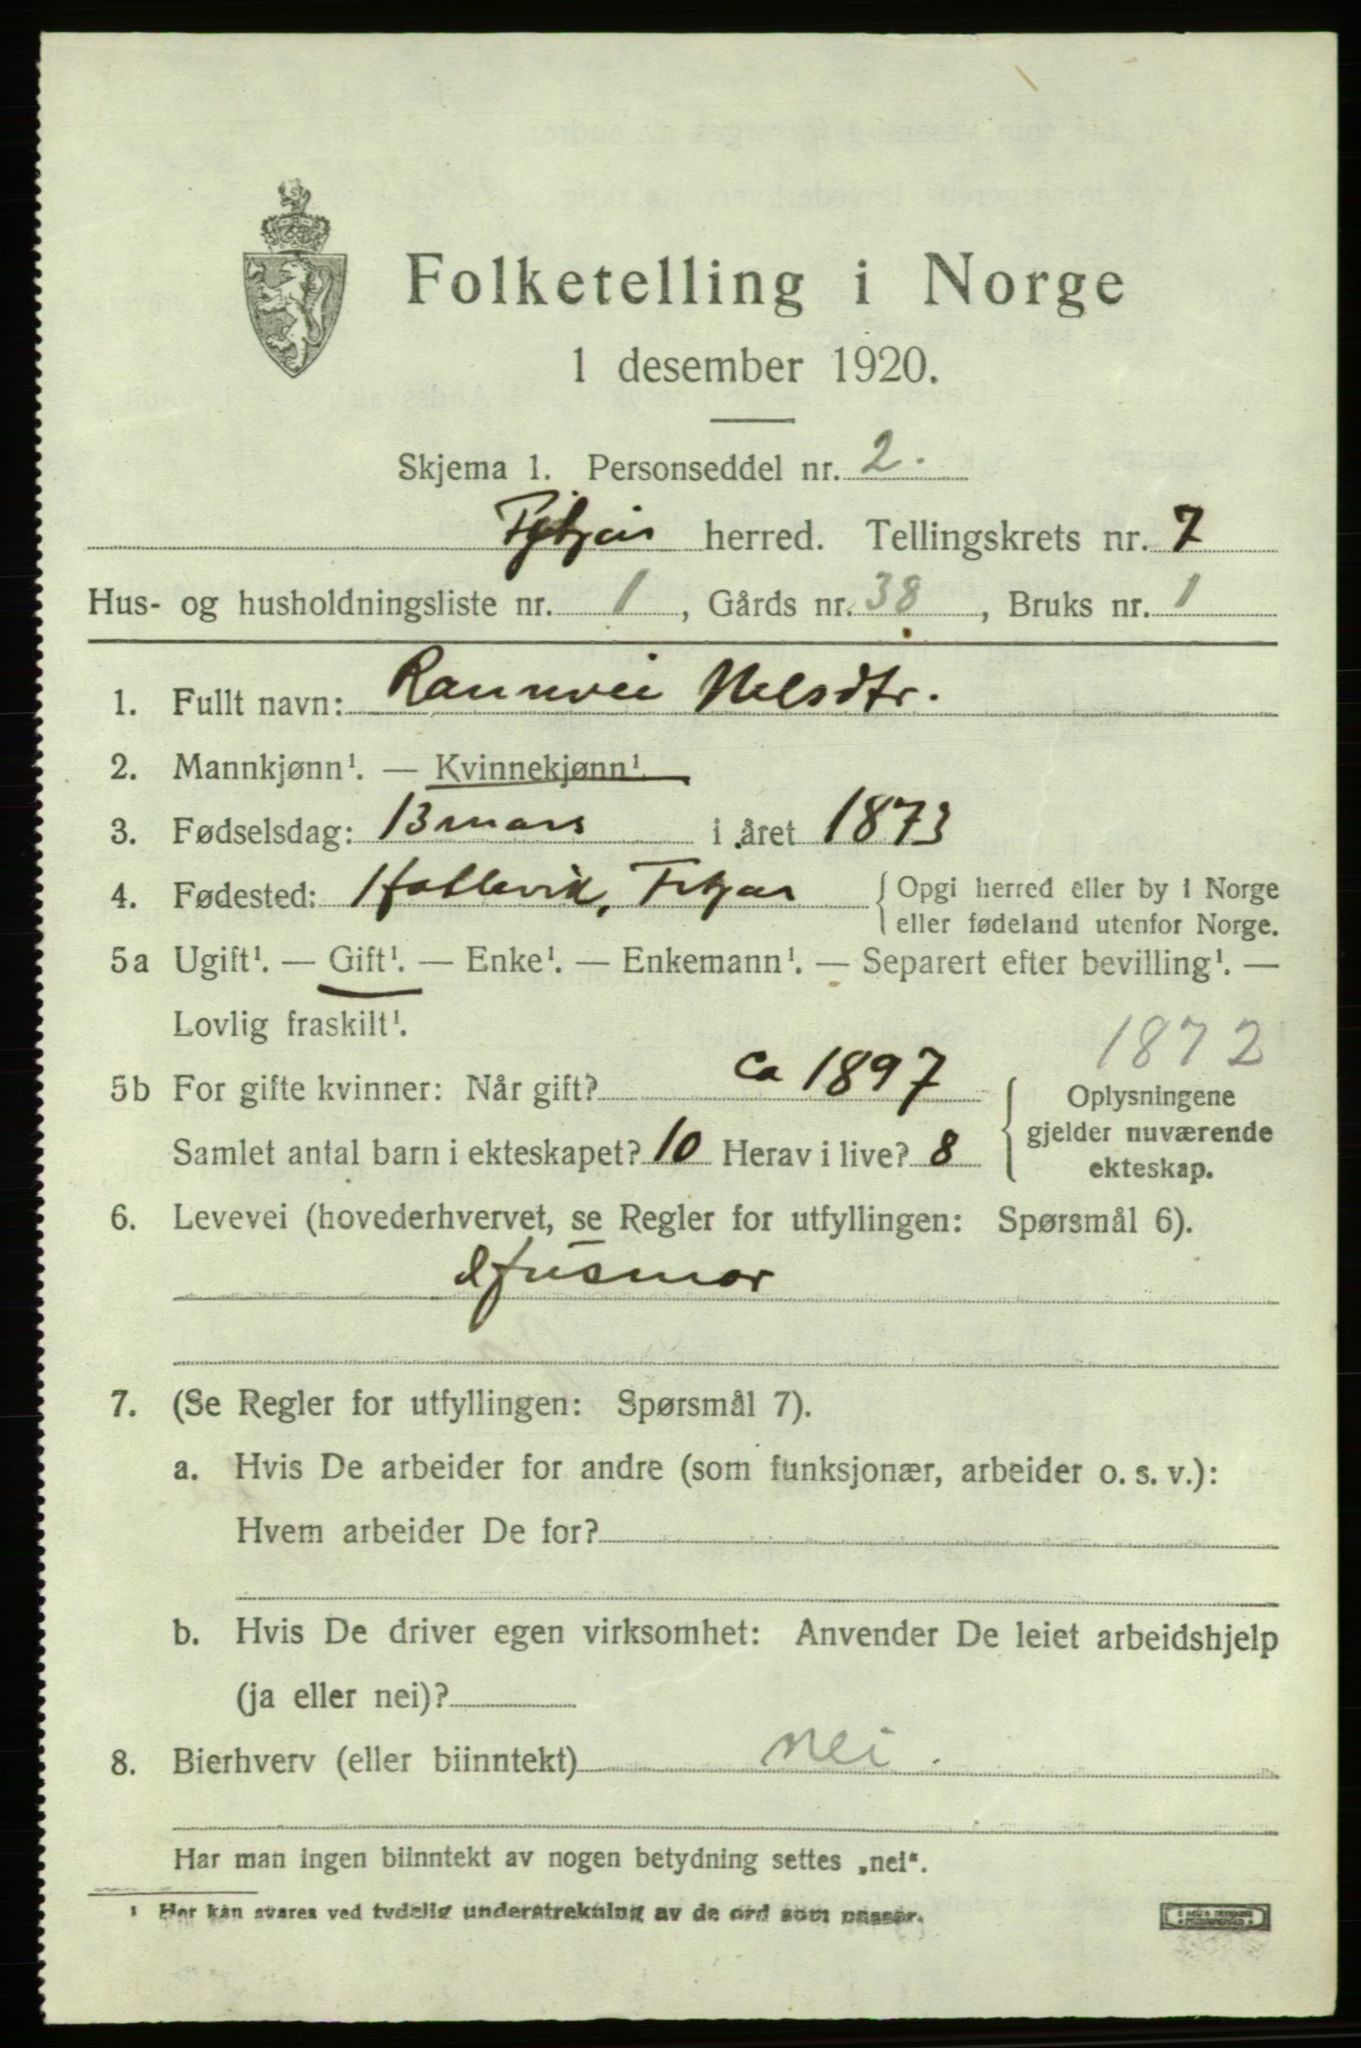 Folketelling i Norge
1 desember 1920.
Skjema 1. Personseddel nr. 2.
Fitjar herred. Tellingskrets nr. 7
Hus- og husholdningsliste nr. 1, Gårds nr. 38, Bruks nr. 1
1. Fullt navn: Rannvei Nelsdtr.
2. Mannkjønn¹. — Kvinnekjønn¹.
3. Fødselsdag: 13 mars i året 1873
4. Fødested: Hollevik, Fitjar { Opgi herred eller by i Norge
eller fødeland utenfor Norge.
5a Ugift¹. — Gift¹. — Enke¹. — Enkemann¹. — Separert efter bevilling¹. —
Lovlig fraskilt¹.
1872
5b For gifte kvinner: Når gift? ca 1897
Samlet antal barn i ekteskapet? 10 Herav i live? 8
Oplysningene
gjelder nuværende
ekteskap.
6. Levevei (hovederhvervet, se Regler for utfyllingen: Spørsmål 6).
Husmor
7. (Se Regler for utfyllingen: Spørsmål 7).
a. Hvis De arbeider for andre (som funksjonær, arbeider o. s. v.):
Hvem arbeider De for?
b. Hvis De driver egen virksomhet: Anvender De leiet arbeidshjelp
(ja eller nei)?
8. Bierhverv (eller biinntekt) nei.
Har man ingen biinntekt av nogen betydning settes „nei“.
¹ Her kan svares ved tydelig understrekning av de ord som passer.